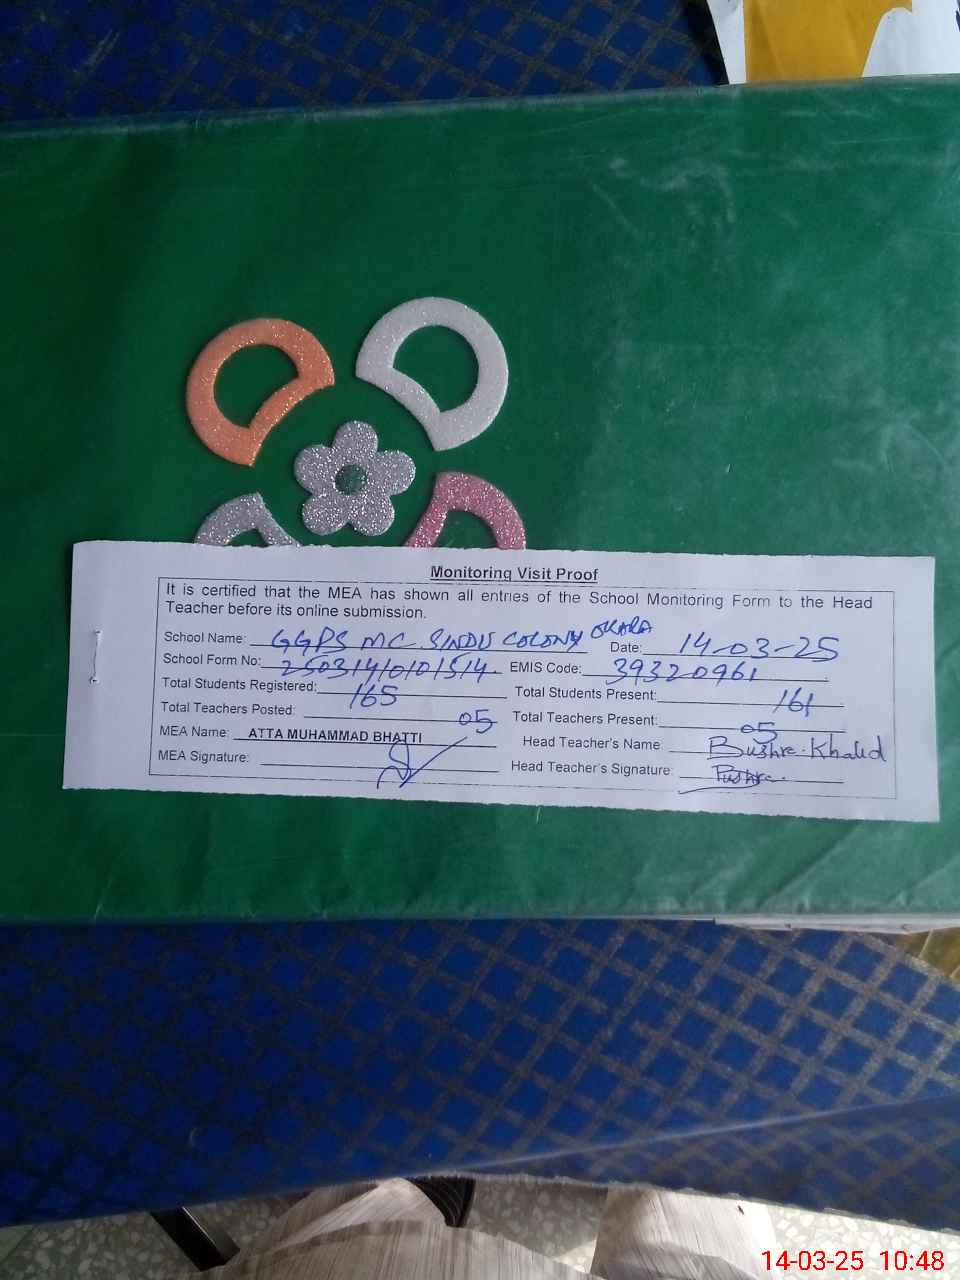 Monitoring Visit Proof
It is certified that the MEA has shown all entries of the School Monitoring Form to the Head
Teacher before its online submission.
School Name: GGPS MC SINDU COLONY OKARA Date: 14-03-25
School Form No: EMIS Code: 39320961
Total Students Registered: 165 Total Students Present: 161
Total Teachers Posted: 05 Total Teachers Present: 05
MEA Name: ATTA MUHAMMAD BHATTI Head Teacher's Name: Bushra Khalid
MEA Signature: Head Teacher's Signature: Bushra
14-03-25 10:48